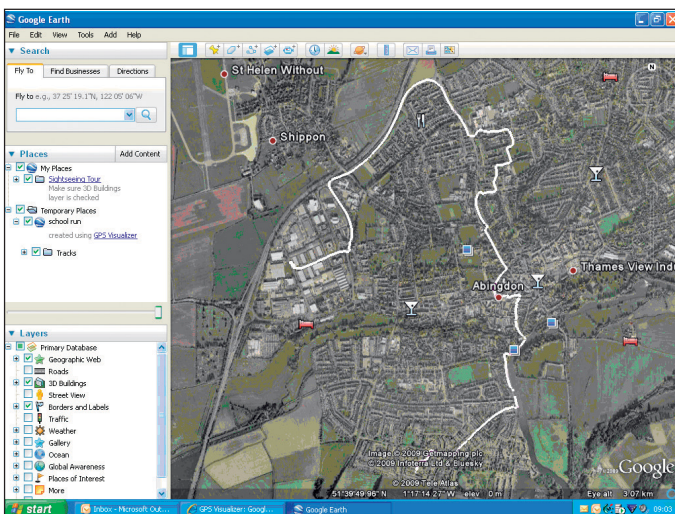 Google Earth
File Edit View Tools Add Help
Search
Fly To
Find Businesses
Directions
Fly to e.g., 37 25' 19.1"N, 122 05' 06"W
Places
Add Content
My Places
Sightseeing Tour
Make sure 3D Buildings
layer is checked
Temporary Places
school run
created using GPS Visualizer
Tracks
Layers
Primary Database
Geographic Web
Roads
3D Buildings
Street View
Borders and Labels
Traffic
Weather
Gallery
Ocean
Global Awareness
Places of Interest
More
St Helen Without
Shippon
N
Thames View Indu
Abingdon
Image © 2009 Getmapping plc
© 2009 Infoterra Ltd & Bluesky
© 2009 Tele Atlas
©2009 Google
51°39'49.96" N 1°17'14.27" W elev 0 m
Eye alt 3.07 km
start
Inbox - Microsoft Out...
GPS Visualizer: Googl...
Google Earth
09:03